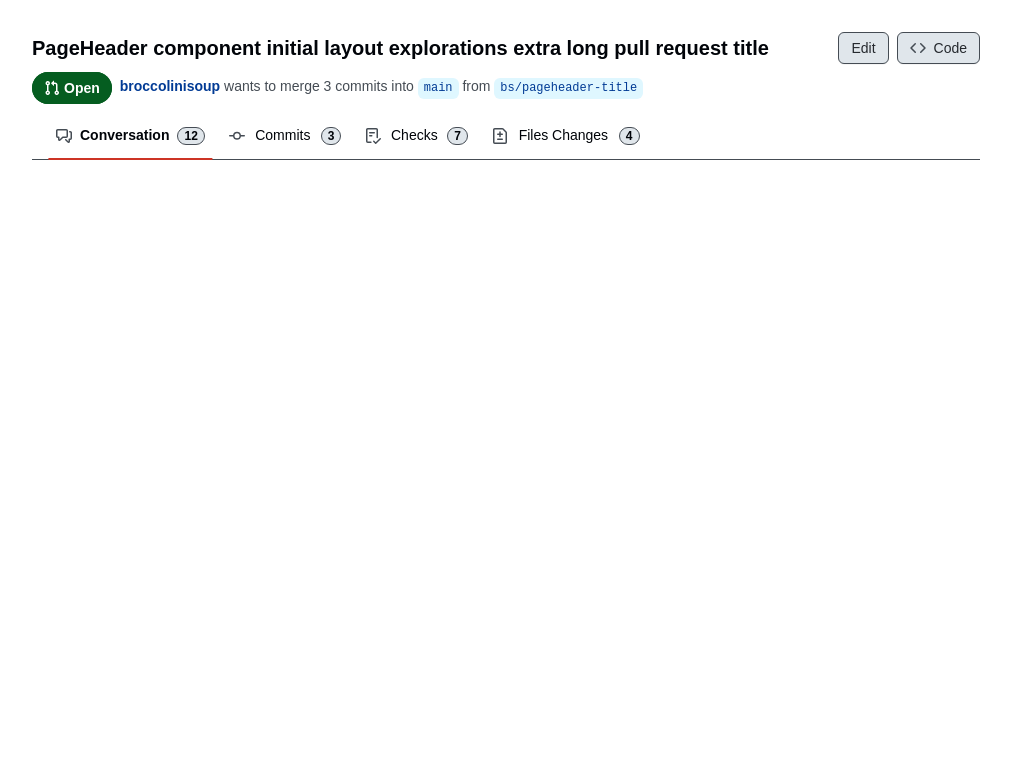 PageHeader component initial layout explorations extra long pull request title Edit Code
Open broccolinisoup wants to merge 3 commits into main from bs/pageheader-title
Conversation 12 Commits 3 Checks 7 Files Changes 4